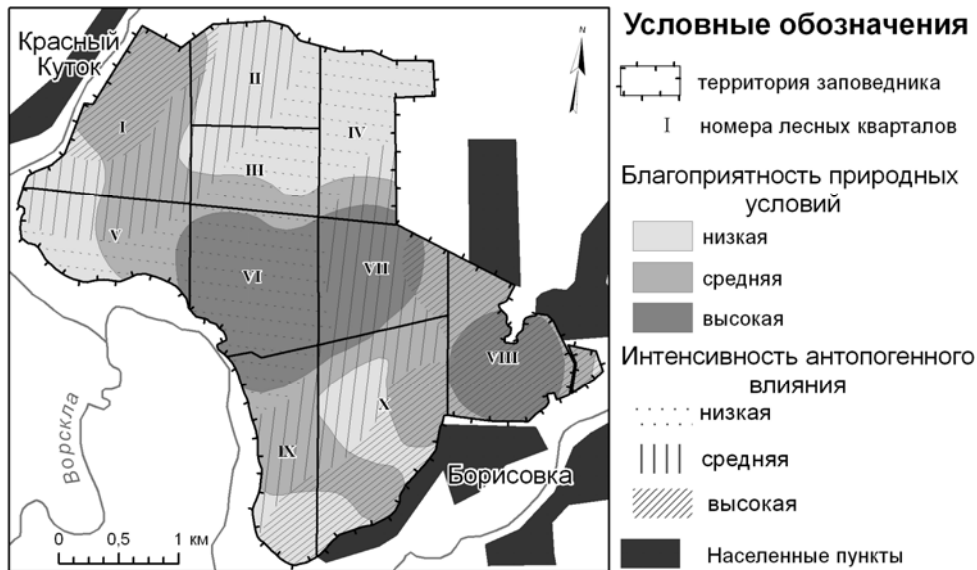 Красный
Куток
N
I
II
III
IV
V
VI
VII
VIII
IX
X
Ворскла
Борисовка
0 0,5 1 км
Условные обозначения
территория заповедника
I номера лесных кварталов
Благоприятность природных
условий
низкая
средняя
высокая
Интенсивность антопогенного
влияния
низкая
средняя
высокая
Населенные пункты